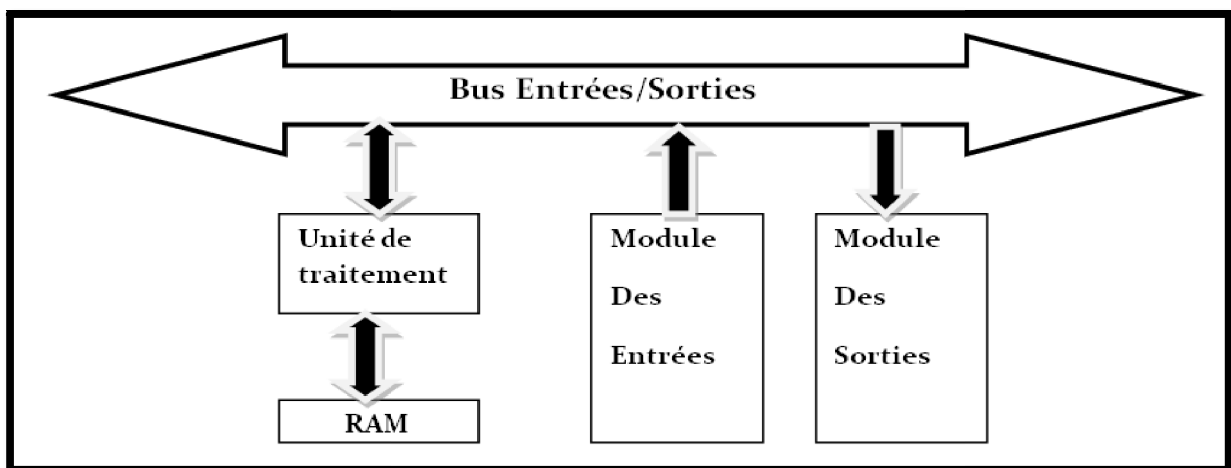 Bus Entrées/Sorties
Unité de
traitement
RAM
Module
Des
Entrées
Module
Des
Sorties